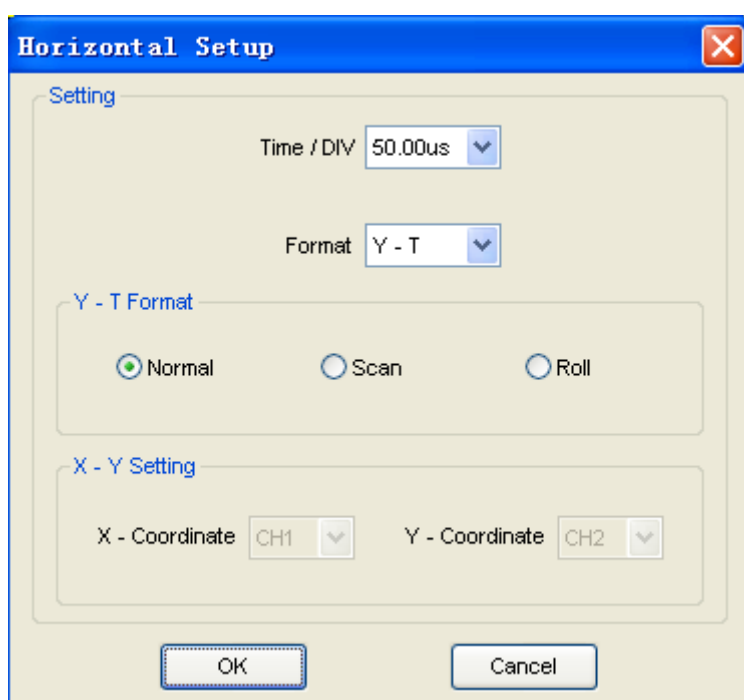 Horizontal Setup
Setting
Time / DIV 50.00us
Format Y - T
Y - T Format
Normal Scan Roll
X - Y Setting
X - Coordinate CH1 Y - Coordinate CH2
OK Cancel